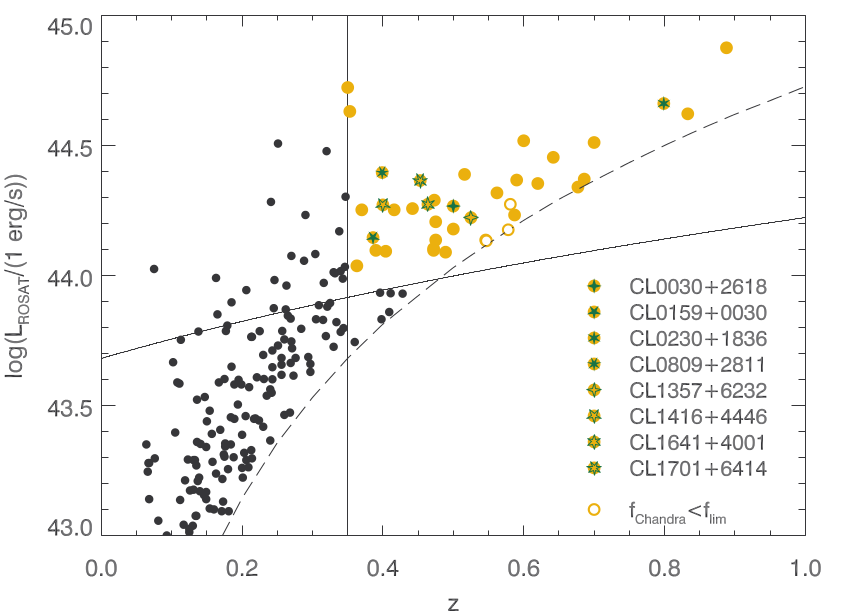 45.0
44.5
44.0
43.5
43.0
log(L_ROSAT/(1 erg/s))
0.0 0.2 0.4 0.6 0.8 1.0
z
CL0030+2618
CL0159+0030
CL0230+1836
CL0809+2811
CL1357+6232
CL1416+4446
CL1641+4001
CL1701+6414
f_Chandra<f_lim